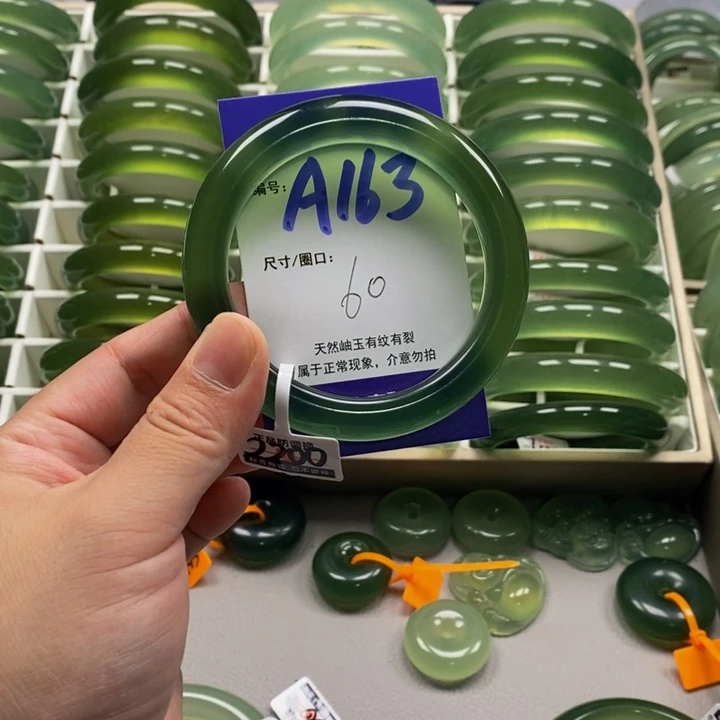 编号: A163
尺寸/圈口: 60
天然岫玉有纹有裂
属于正常现象，介意勿拍
2200